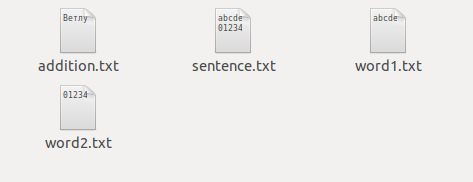 Ветлу
abcde
01234
abcde
addition.txt
sentence.txt
word1.txt
01234
word2.txt